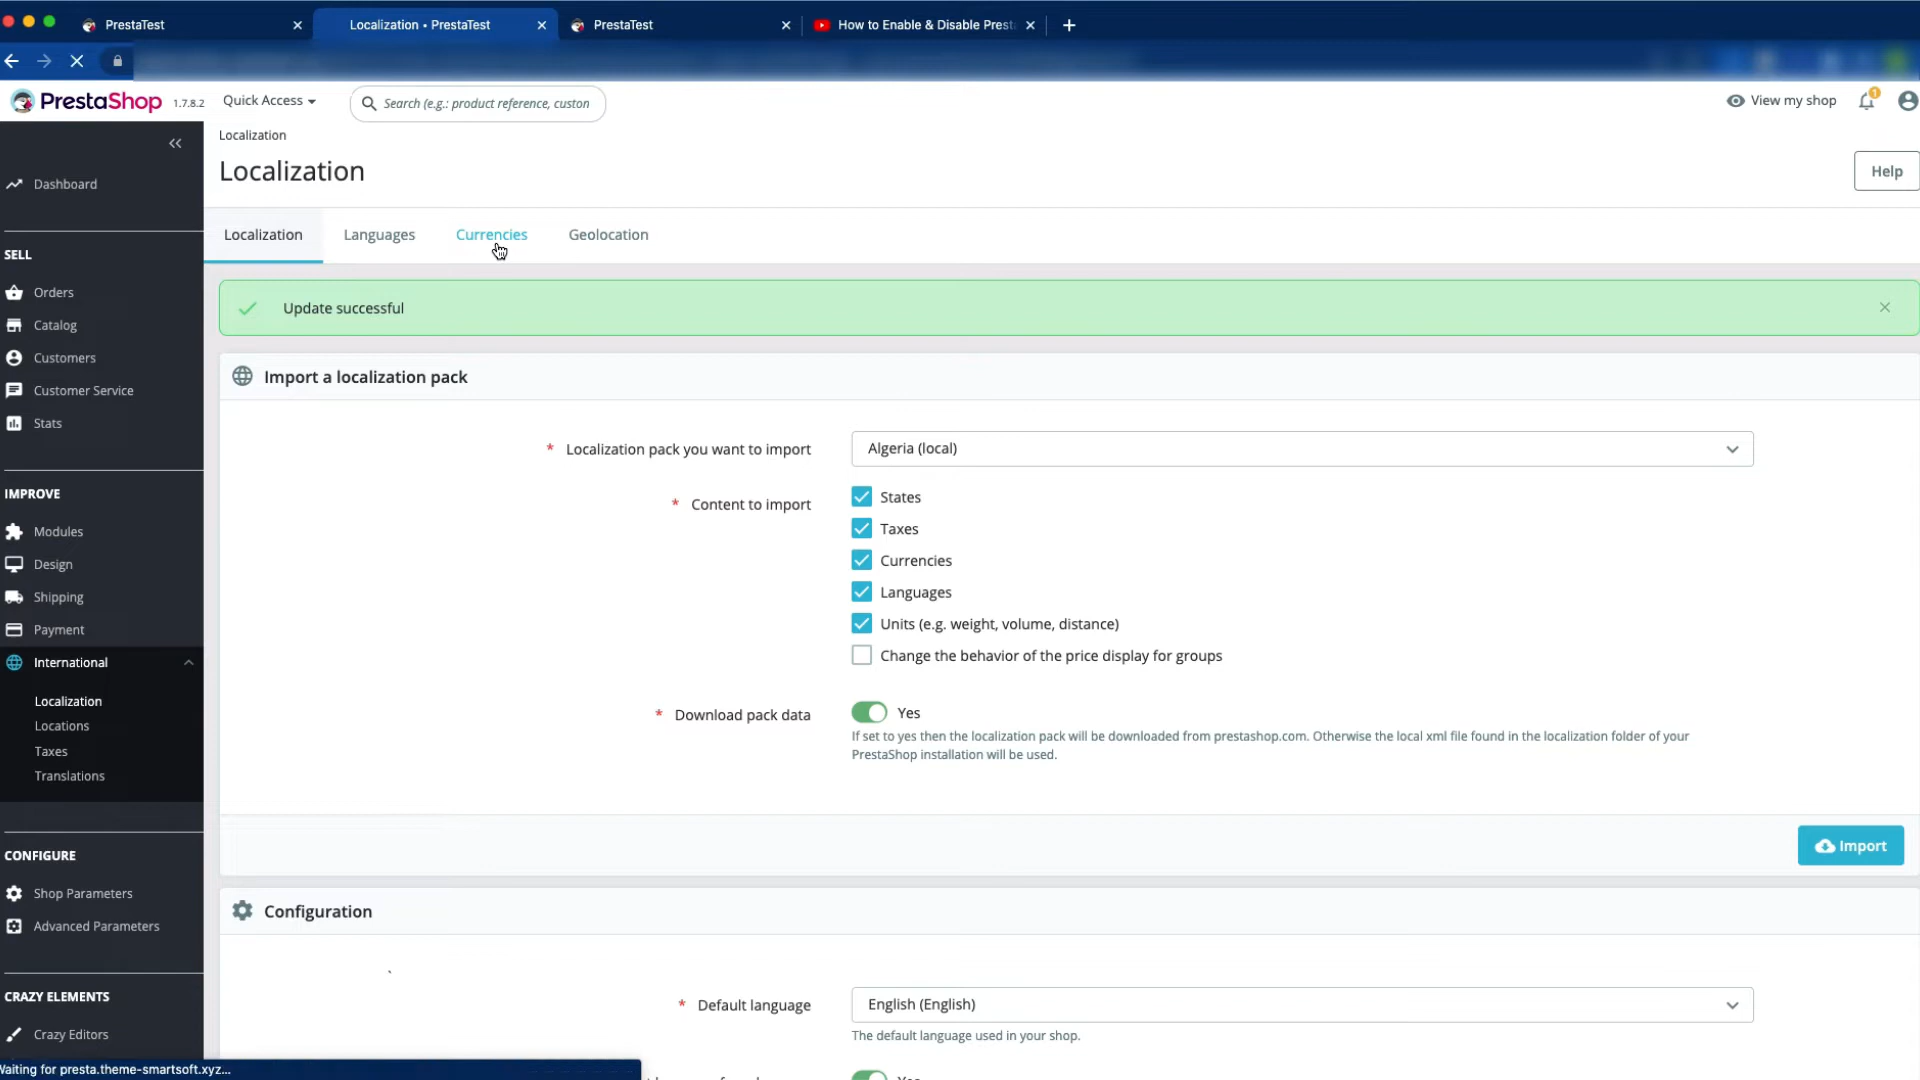 PrestaTest
Localization • PrestaTest
PrestaTest
How to Enable & Disable Prest
PrestaShop 1.7.8.2
Quick Access
Search (e.g.: product reference, custon
View my shop
1
Localization
Localization
Help
Localization
Languages
Currencies
Geolocation
Update successful
Dashboard
SELL
Orders
Catalog
Customers
Customer Service
Stats
IMPROVE
Modules
Design
Shipping
Payment
International
Localization
Locations
Taxes
Translations
CONFIGURE
Shop Parameters
Advanced Parameters
CRAZY ELEMENTS
Crazy Editors
Import a localization pack
* Localization pack you want to import
Algeria (local)
* Content to import
States
Taxes
Currencies
Languages
Units (e.g. weight, volume, distance)
Change the behavior of the price display for groups
* Download pack data
Yes
If set to yes then the localization pack will be downloaded from prestashop.com. Otherwise the local xml file found in the localization folder of your
PrestaShop installation will be used.
Import
Configuration
* Default language
English (English)
The default language used in your shop.
Waiting for presta.theme-smartsoft.xyz...